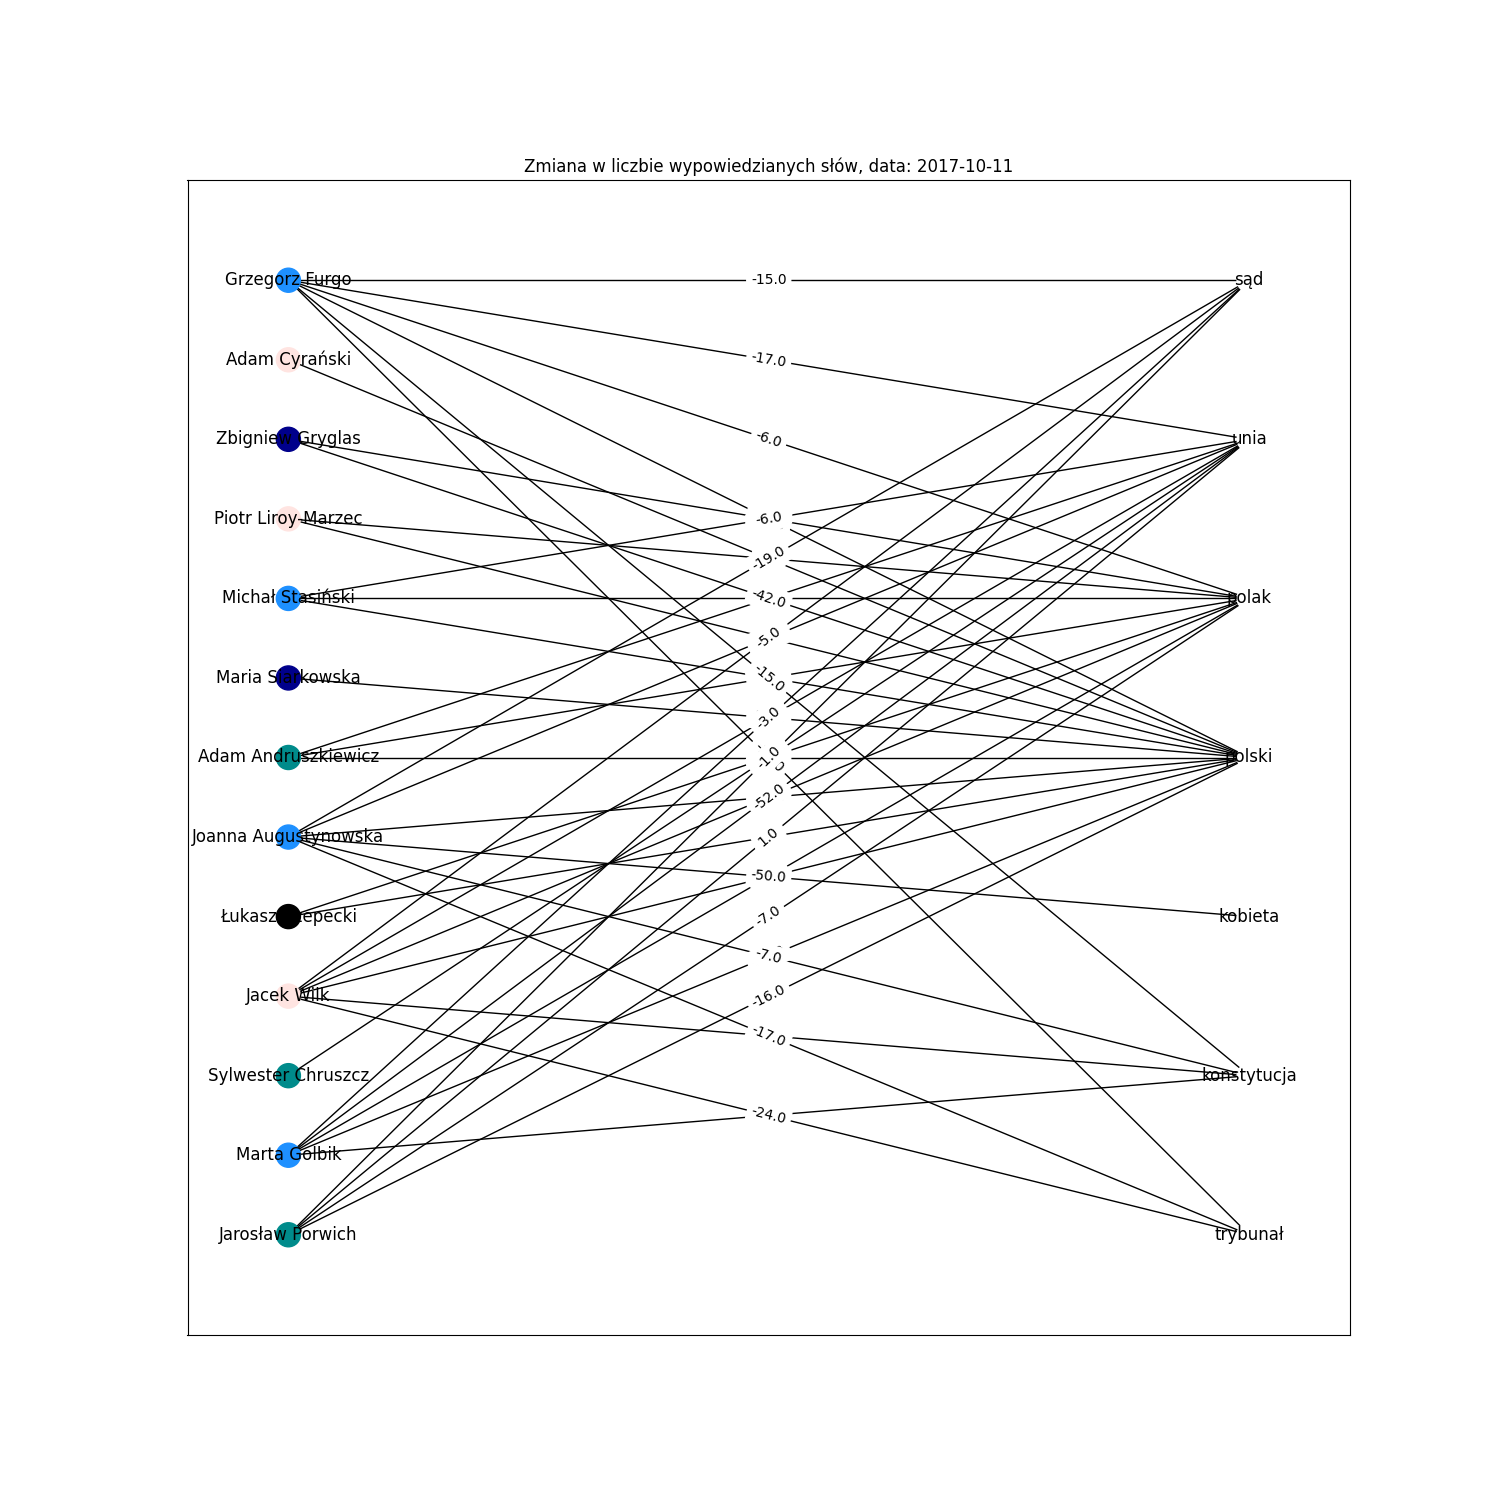 Zmiana w liczbie wypowiedzianych słów, data: 2017-10-11
Grzegorz Furgo
-15.0
sąd
Adam Cyrański
-17.0
Zbigniew Gryglas
-6.0
unia
Piotr Liroy-Marzec
-6.0
-19.0
Michał Stasiński
-42.0
polak
-5.0
Maria Siarkowska
-15.0
-3.0
Adam Andruszkiewicz
-1.0
polski
-52.0
Joanna Augustynowska
1.0
-50.0
Łukasz Rzepecki
-7.0
kobieta
-7.0
Jacek Wilk
-16.0
-17.0
Sylwester Chruszcz
konstytucja
-24.0
Marta Golbik
Jarosław Porwich
trybunał